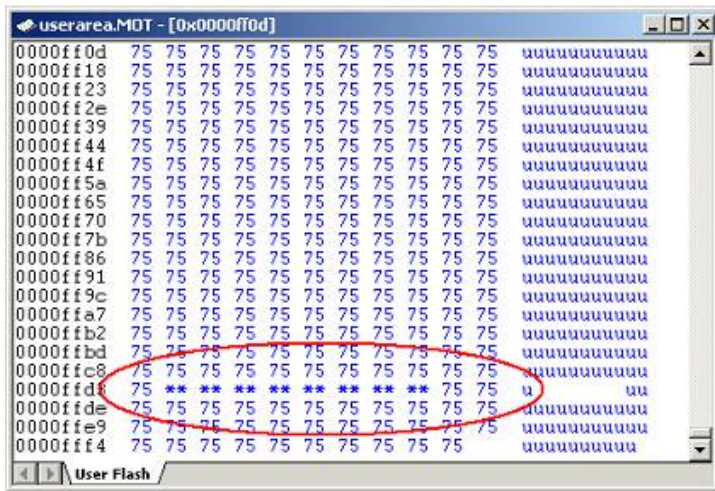 userarea.MOT - [0x0000ff0d]
0000ff0d 75 75 75 75 75 75 75 75 75 75 75 uuuuuuuuuuu
0000ff18 75 75 75 75 75 75 75 75 75 75 75 uuuuuuuuuuu
0000ff23 75 75 75 75 75 75 75 75 75 75 75 uuuuuuuuuuu
0000ff2e 75 75 75 75 75 75 75 75 75 75 75 uuuuuuuuuuu
0000ff39 75 75 75 75 75 75 75 75 75 75 75 uuuuuuuuuuu
0000ff44 75 75 75 75 75 75 75 75 75 75 75 uuuuuuuuuuu
0000ff4f 75 75 75 75 75 75 75 75 75 75 75 uuuuuuuuuuu
0000ff5a 75 75 75 75 75 75 75 75 75 75 75 uuuuuuuuuuu
0000ff65 75 75 75 75 75 75 75 75 75 75 75 uuuuuuuuuuu
0000ff70 75 75 75 75 75 75 75 75 75 75 75 uuuuuuuuuuu
0000ff7b 75 75 75 75 75 75 75 75 75 75 75 uuuuuuuuuuu
0000ff86 75 75 75 75 75 75 75 75 75 75 75 uuuuuuuuuuu
0000ff91 75 75 75 75 75 75 75 75 75 75 75 uuuuuuuuuuu
0000ff9c 75 75 75 75 75 75 75 75 75 75 75 uuuuuuuuuuu
0000ffa7 75 75 75 75 75 75 75 75 75 75 75 uuuuuuuuuuu
0000ffb2 75 75 75 75 75 75 75 75 75 75 75 uuuuuuuuuuu
0000ffbd 75 75 75 75 75 75 75 75 75 75 75 uuuuuuuuuuu
0000ffc8 75 75 75 75 75 75 75 75 75 75 75 uuuuuuuuuuu
0000ffd3 75 ** ** ** ** ** ** ** ** 75 75 u uu
0000ffde 75 75 75 75 75 75 75 75 75 75 75 uuuuuuuuuuu
0000ffe9 75 75 75 75 75 75 75 75 75 75 75 uuuuuuuuuuu
0000fff4 75 75 75 75 75 75 75 75 75 75 uuuuuuuuuu
User Flash